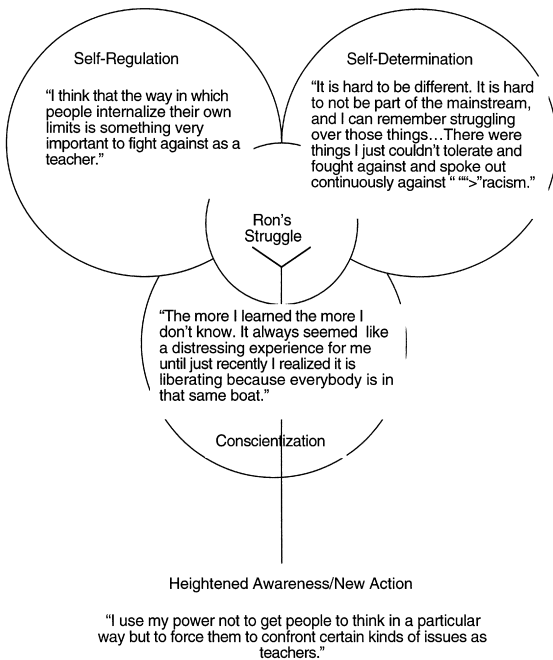 Self-Regulation
“I think that the way in which
people internalize their own
limits is something very
important to fight against as a
teacher.”
Self-Determination
“It is hard to be different. It is hard
to not be part of the mainstream,
and I can remember struggling
over those things…There were
things I just couldn’t tolerate and
fought against and spoke out
continuously against “ ““>”racism.”
Ron’s
Struggle
“The more I learned the more I
don’t know. It always seemed like
a distressing experience for me
until just recently I realized it is
liberating because everybody is in
that same boat.”
Conscientization
Heightened Awareness/New Action
“I use my power not to get people to think in a particular
way but to force them to confront certain kinds of issues as
teachers.”